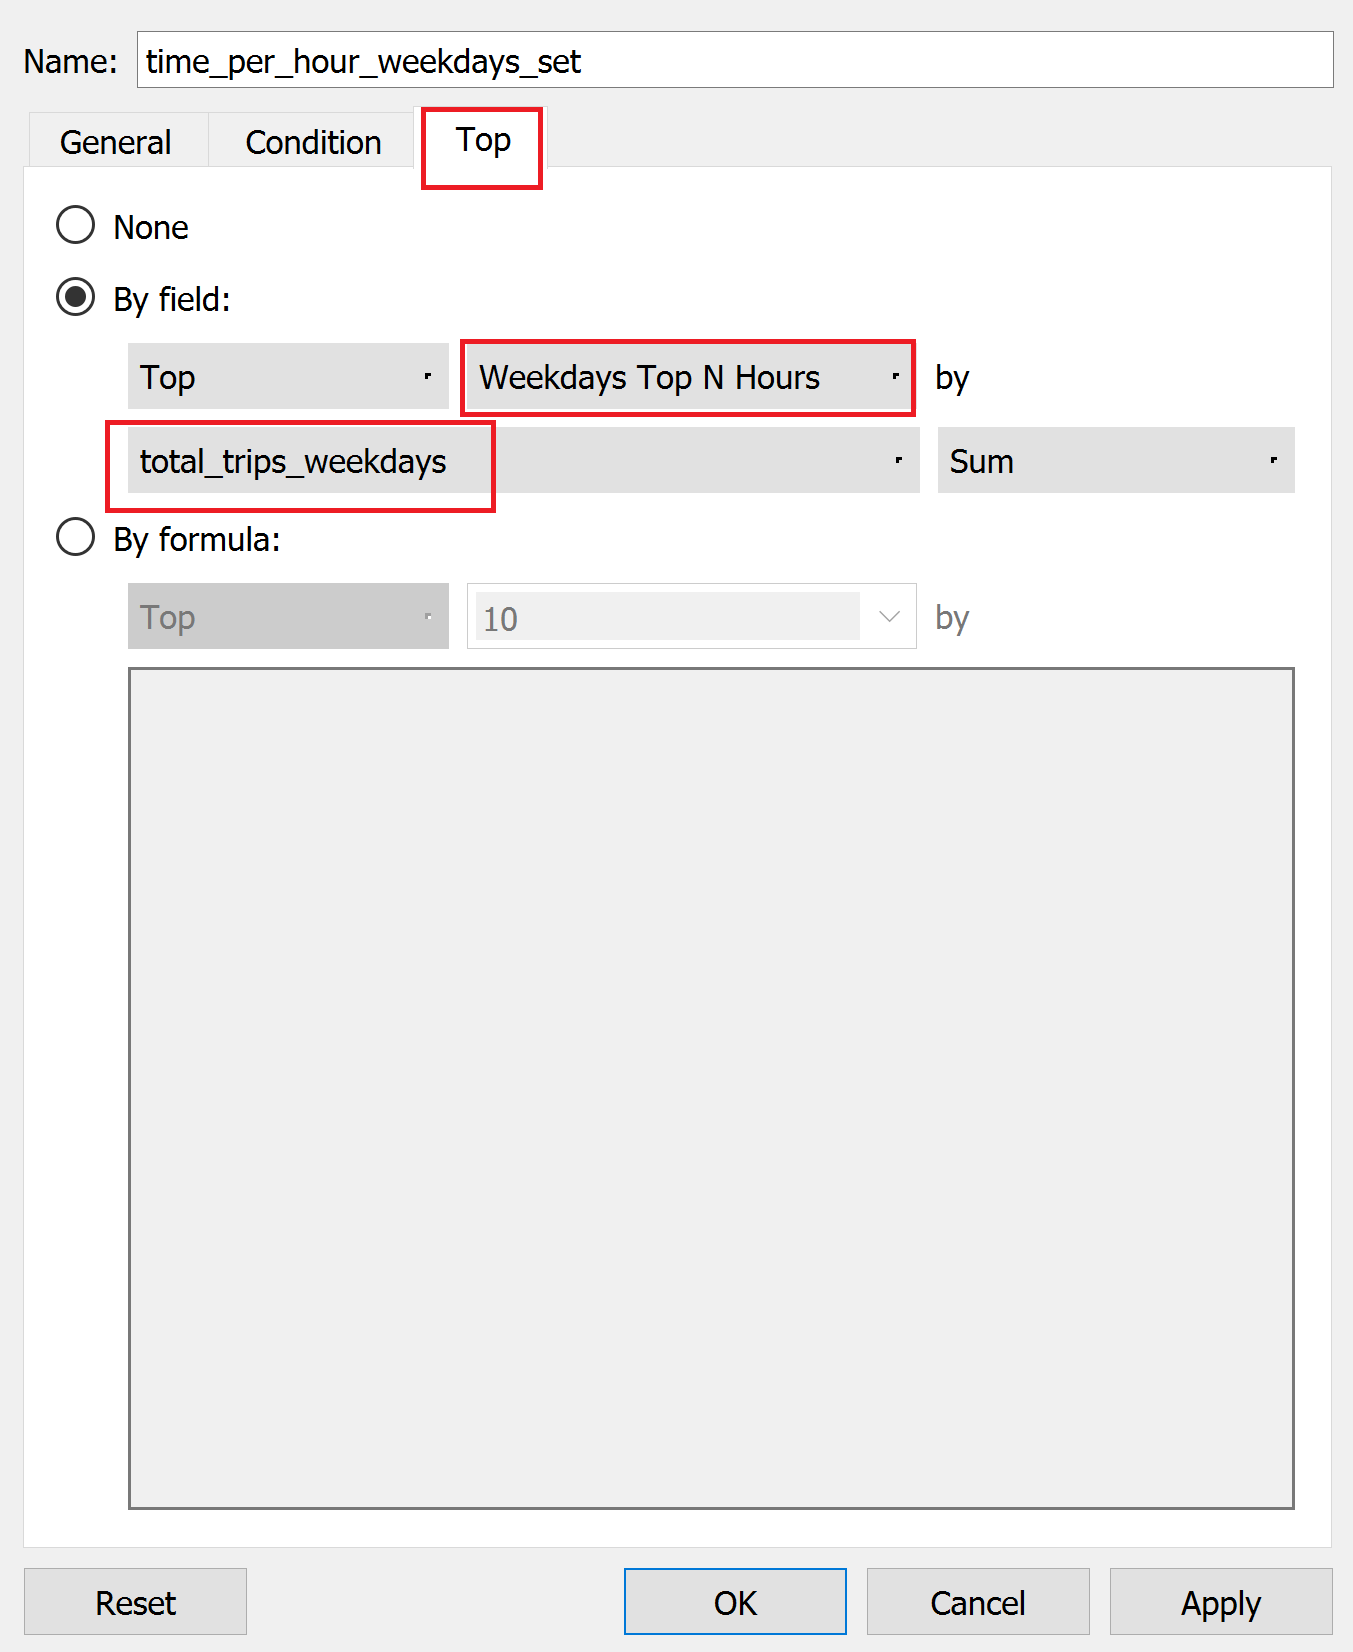 Name: time_per_hour_weekdays_set
General Condition Top
None
By field:
Top Weekdays Top N Hours by
total_trips_weekdays Sum
By formula:
Top 10 by
Reset OK Cancel Apply